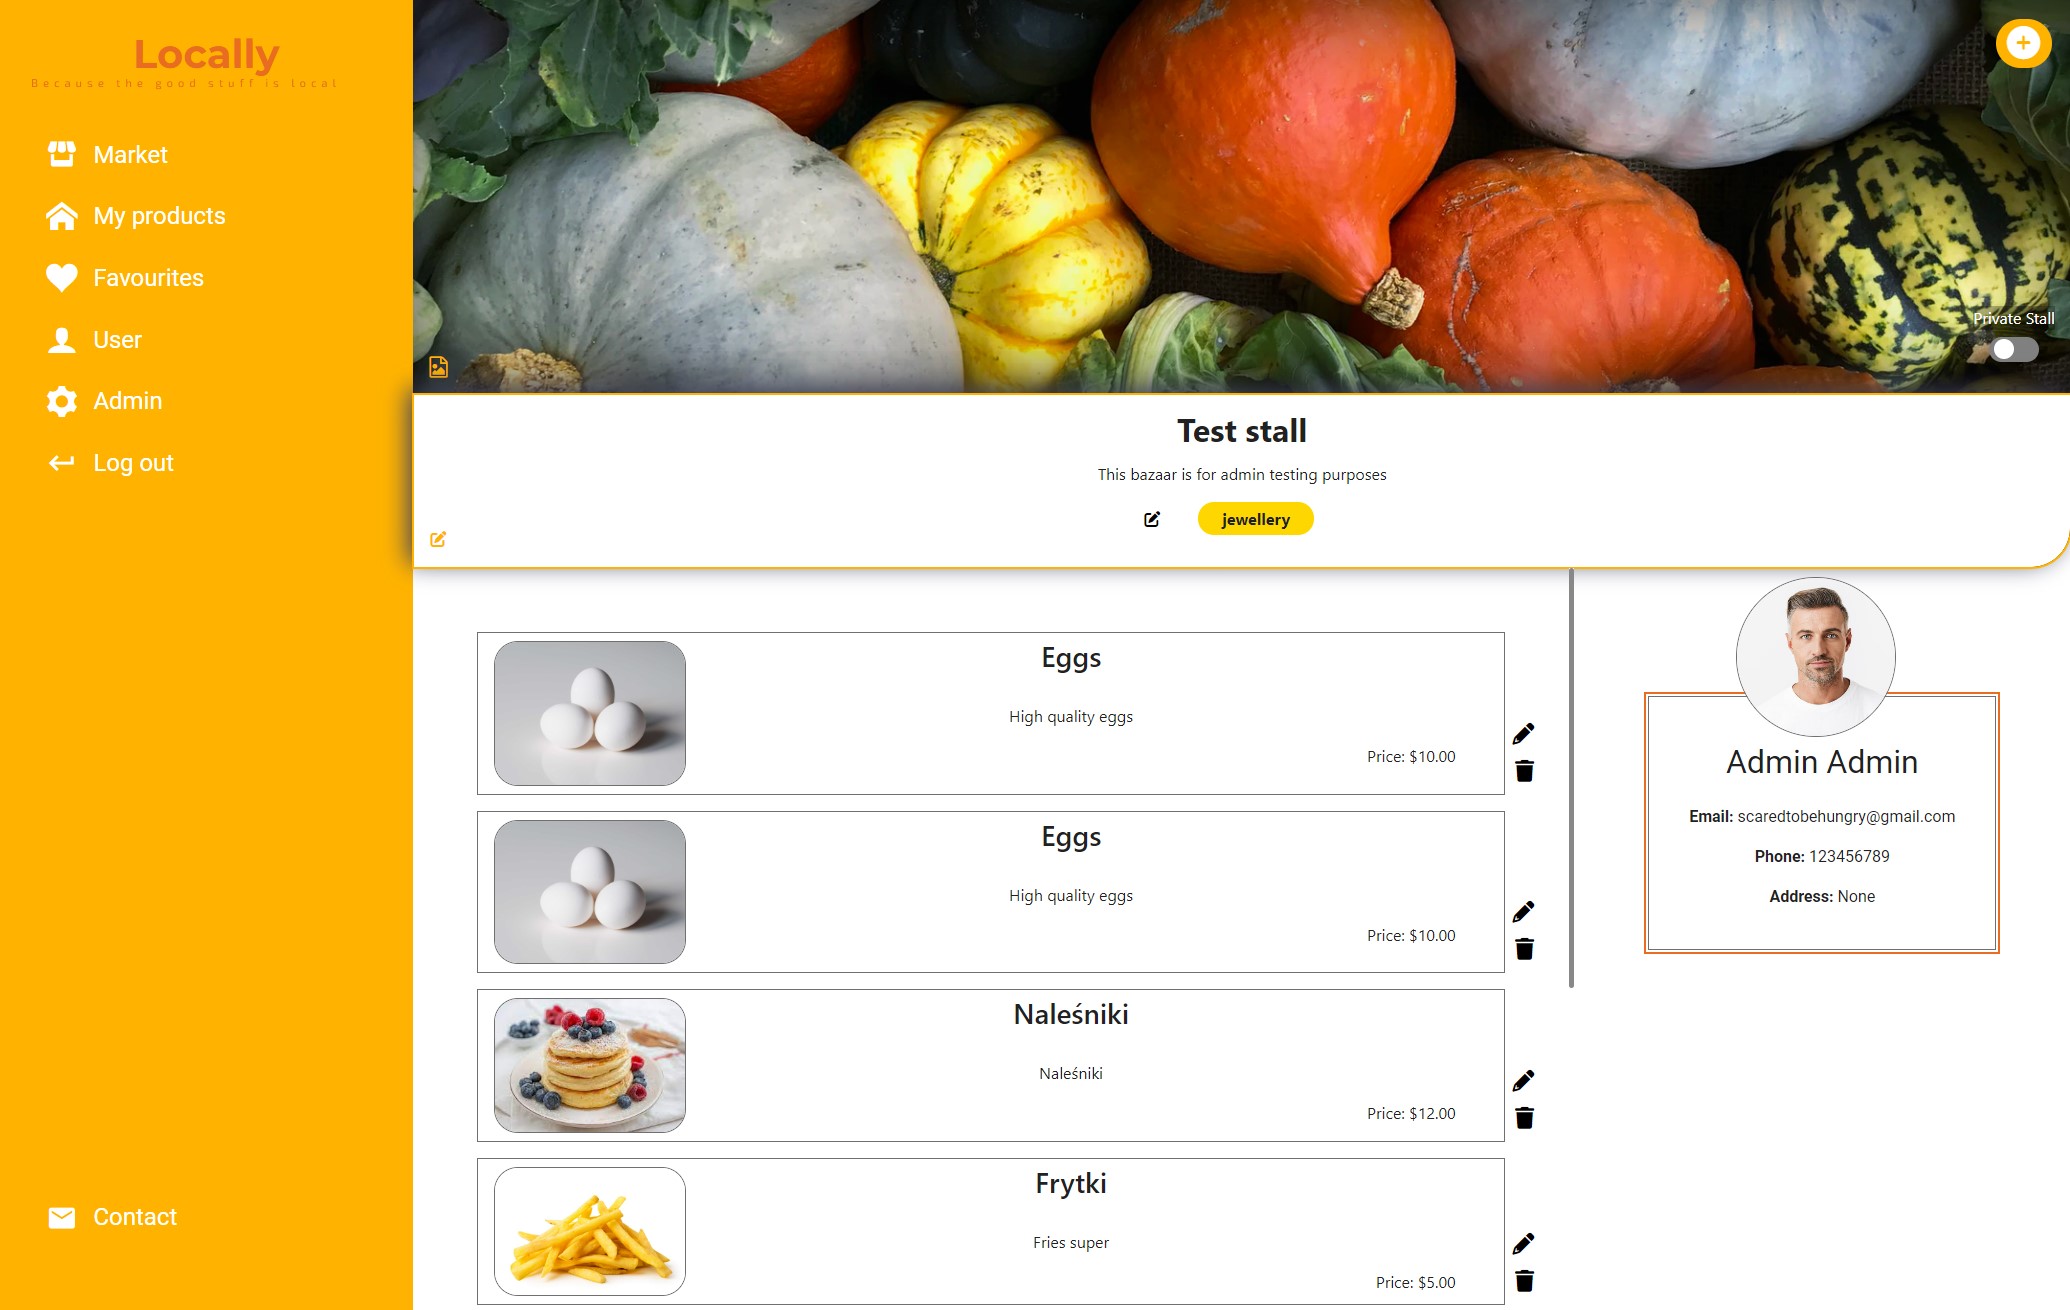 Locally
Because the good stuff is local
Market
My products
Favourites
User
Admin
Log out
Contact
Private Stall
Test stall
This bazaar is for admin testing purposes
jewellery
Eggs
High quality eggs
Price: $10.00
Eggs
High quality eggs
Price: $10.00
Naleśniki
Naleśniki
Price: $12.00
Frytki
Fries super
Price: $5.00
Admin Admin
Email: scaredtobehungry@gmail.com
Phone: 123456789
Address: None